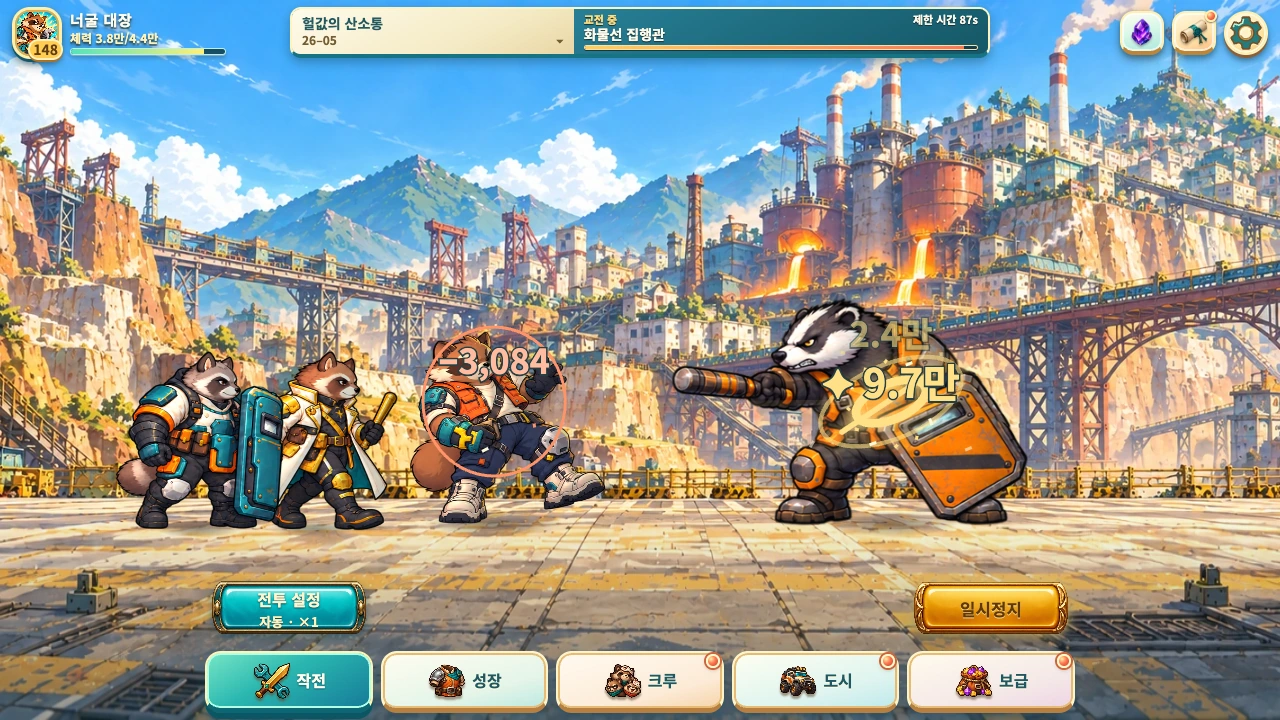 너굴 대장
체력 3.8만/4.4만
148
헐값의 산소통
26-05
교전 중
화물선 집행관
제한 시간 87s
-3,084
2.4만
9.7만
전투 설정
자동 · ×1
일시정지
작전
성장
크루
도시
보급